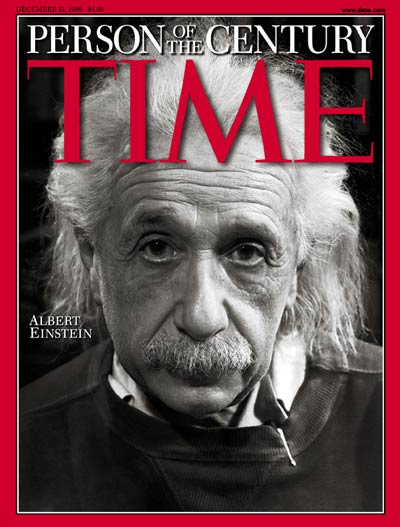 DECEMBER 31, 1999 $4.95
www.time.com
PERSON OF THE CENTURY
TIME
ALBERT
EINSTEIN